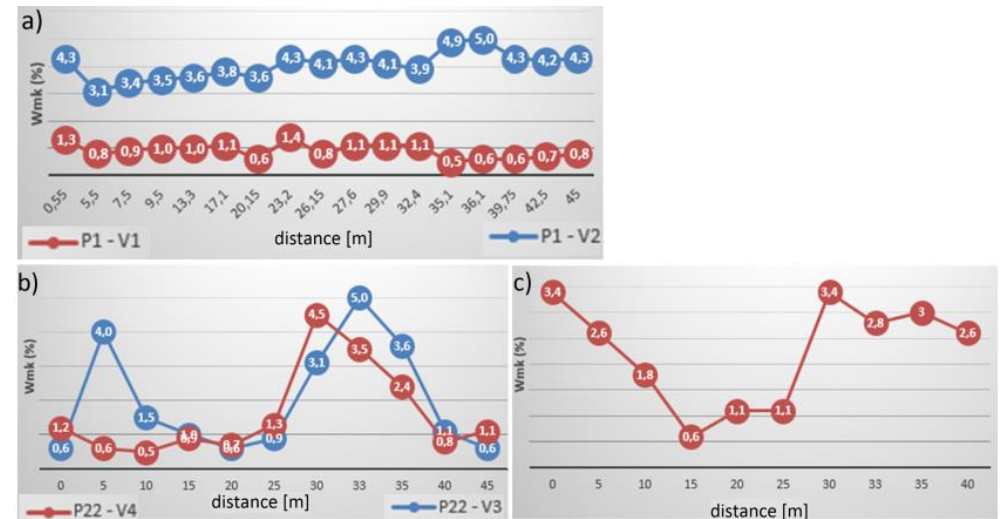 a)
Wmk (%)
4,3 3,1 3,4 3,5 3,6 3,8 3,6 4,3 4,1 4,3 4,1 3,9 4,9 5,0 4,3 4,2 4,3
1,3 0,8 0,9 1,0 1,0 1,1 0,6 1,4 0,8 1,1 1,1 1,1 0,5 0,6 0,6 0,7 0,8
0,55 5,5 7,5 9,5 13,3 17,1 20,15 23,2 26,15 27,6 29,9 32,4 35,1 36,1 39,75 42,5 45
P1 - V1
distance [m]
P1 - V2
b)
Wmk (%)
0,6 4,0 1,5 1,0 0,6 0,9 3,1 5,0 3,6 1,1 0,6
1,2 0,6 0,5 0,9 0,7 1,3 4,5 3,5 2,4 0,8 1,1
0 5 10 15 20 25 30 33 35 40 45
P22 - V4
distance [m]
P22 - V3
c)
Wmk (%)
3,4 2,6 1,8 0,6 1,1 1,1 3,4 2,8 3 2,6
0 5 10 15 20 25 30 33 35 40
distance [m]